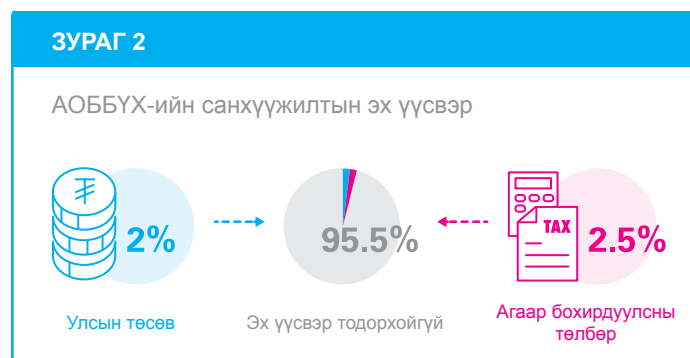 ЗУРАГ 2
АОББҮХ-ийн санхүүжилтын эх үүсвэр
₮
2%
95.5%
TAX
2.5%
Улсын төсөв
Эх үүсвэр тодорхойгүй
Агаар бохирдуулсны
төлбөр